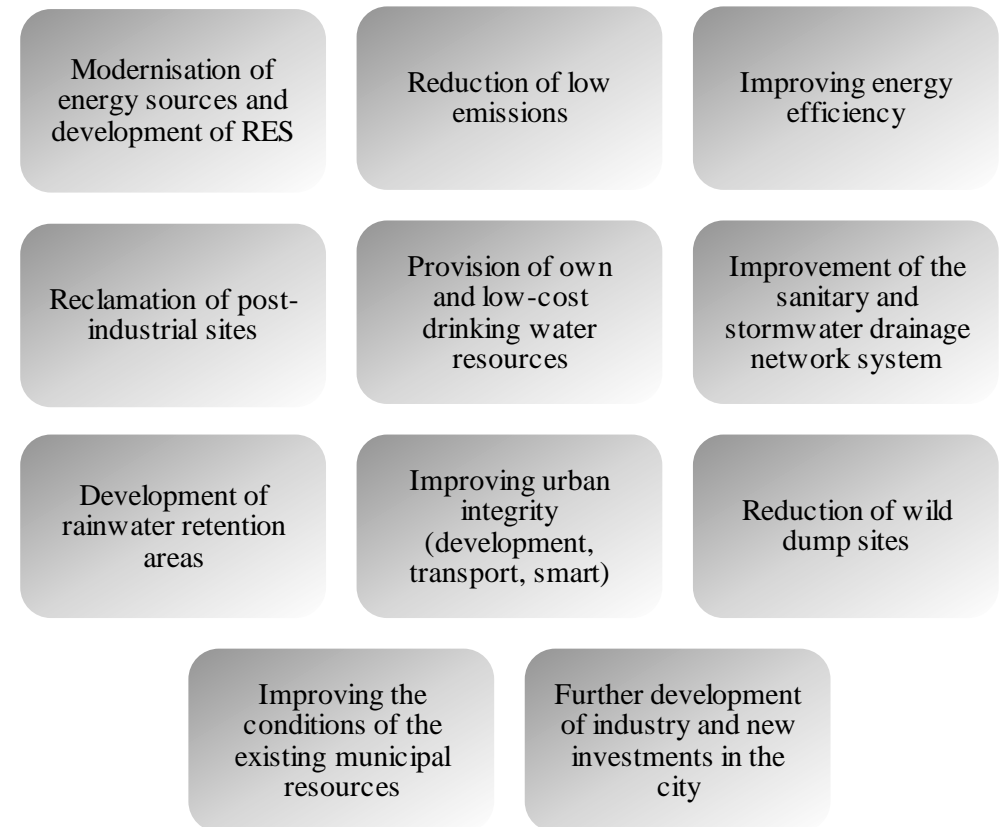 Modernisation of
energy sources and
development of RES
Reduction of low
emissions
Improving energy
efficiency
Reclamation of post-
industrial sites
Provision of own
and low-cost
drinking water
resources
Improvement of the
sanitary and
stormwater drainage
network system
Development of
rainwater retention
areas
Improving urban
integrity
(development,
transport, smart)
Reduction of wild
dump sites
Improving the
conditions of the
existing municipal
resources
Further development
of industry and new
investments in the
city